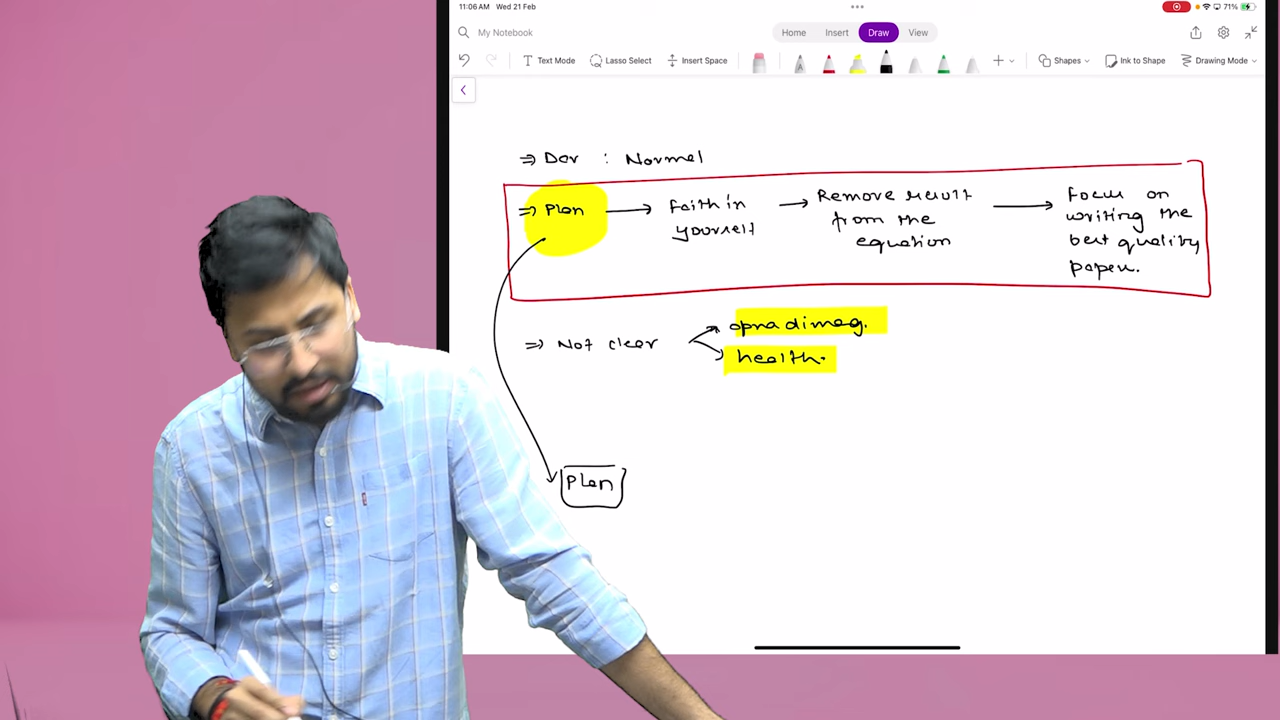 11:06 AM Wed 21 Feb
71%
My Notebook
Home Insert Draw View
Text Mode Lasso Select Insert Space Shapes Ink to Shape Drawing Mode
⇒ Dar : Normal
⇒ Plan → Faith in yourself → Remove result from the equation → Focus on writing the best quality paper.
⇒ Not clear
apna dimag.
health.
Plan